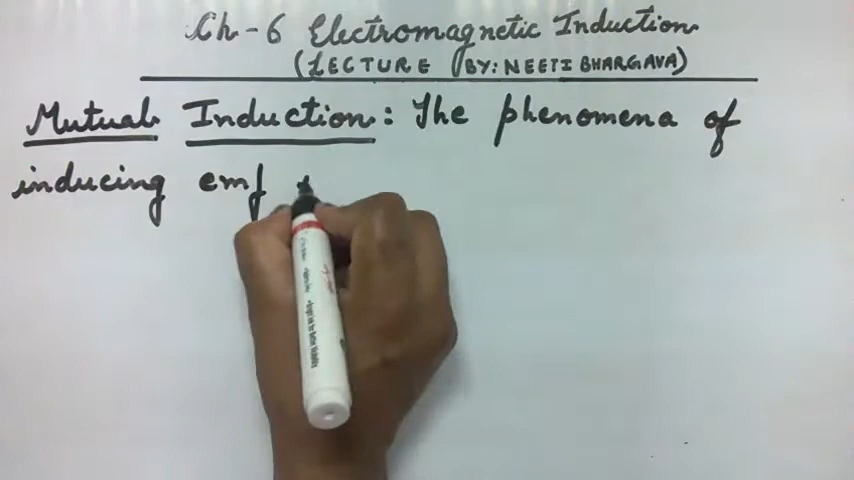 Ch-6 Electromagnetic Induction
(LECTURE BY: NEETI BHARGAVA)
Mutual Induction: The phenomena of
inducing emf